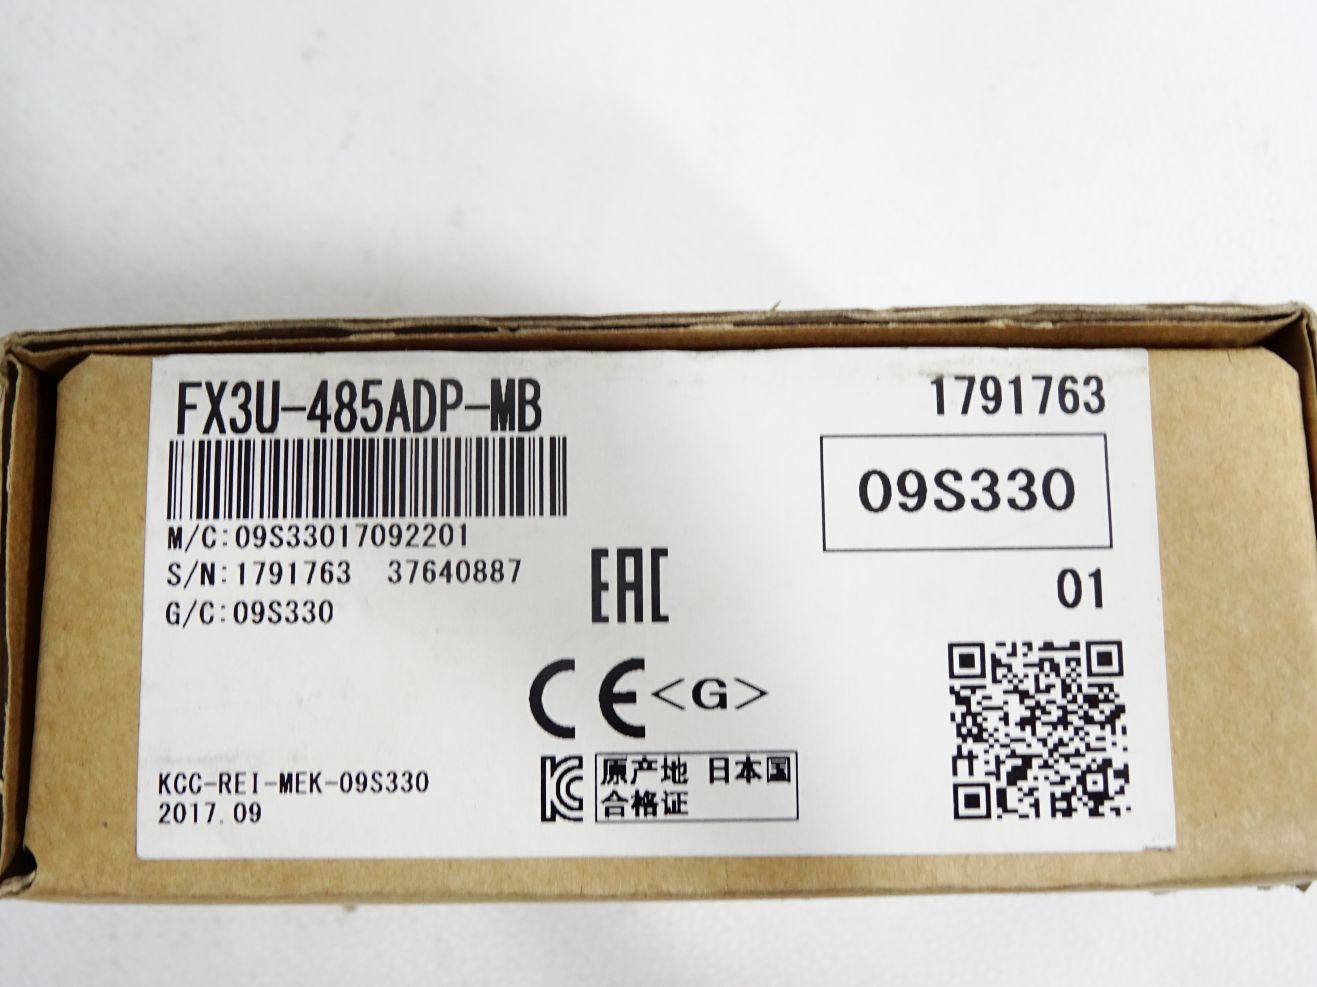 FX3U-485ADP-MB
1791763
09S330
M/C:09S33017092201
S/N:1791763 37640887
G/C:09S330
01
EAC
CE <G>
KCC-REI-MEK-09S330
2017.09
KC
原产地 日本国
合格证